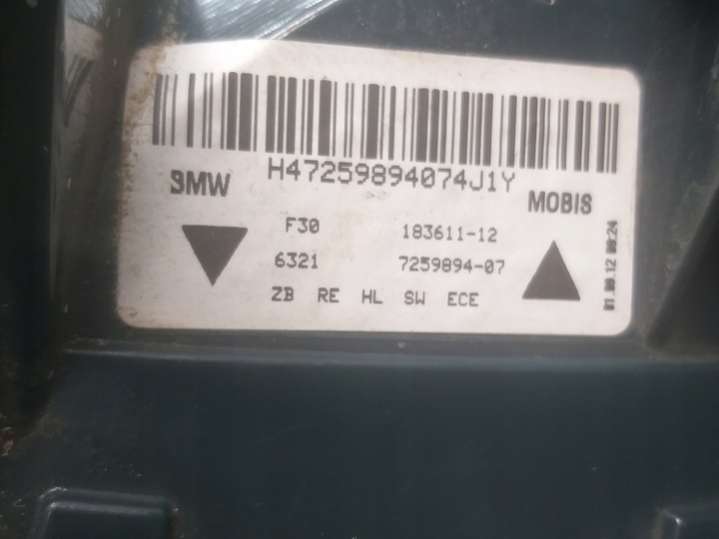 H47259894074J1Y
BMW
MOBIS
F30 183611-12
6321 7259894-07
ZB RE HL SW ECE